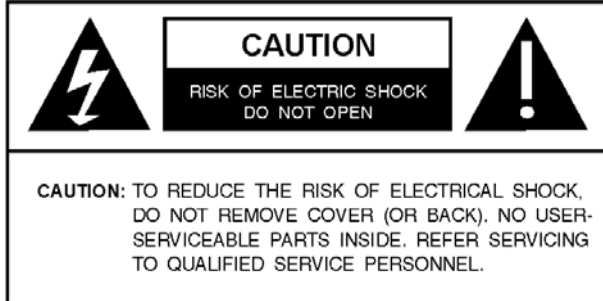 CAUTION
RISK OF ELECTRIC SHOCK
DO NOT OPEN
CAUTION: TO REDUCE THE RISK OF ELECTRICAL SHOCK,
DO NOT REMOVE COVER (OR BACK). NO USER-
SERVICEABLE PARTS INSIDE. REFER SERVICING
TO QUALIFIED SERVICE PERSONNEL.